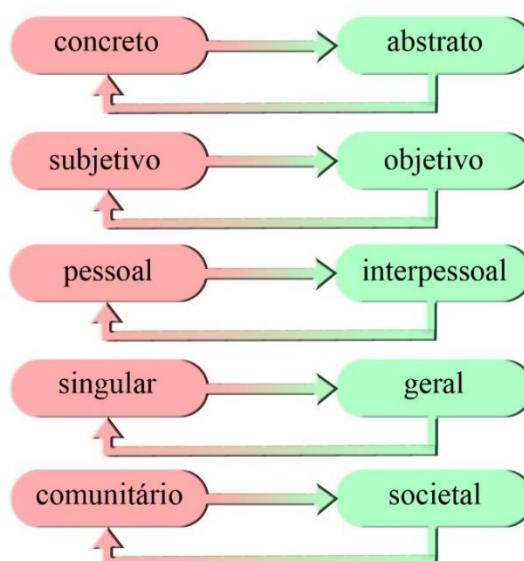 concreto abstrato
subjetivo objetivo
pessoal interpessoal
singular geral
comunitário societal